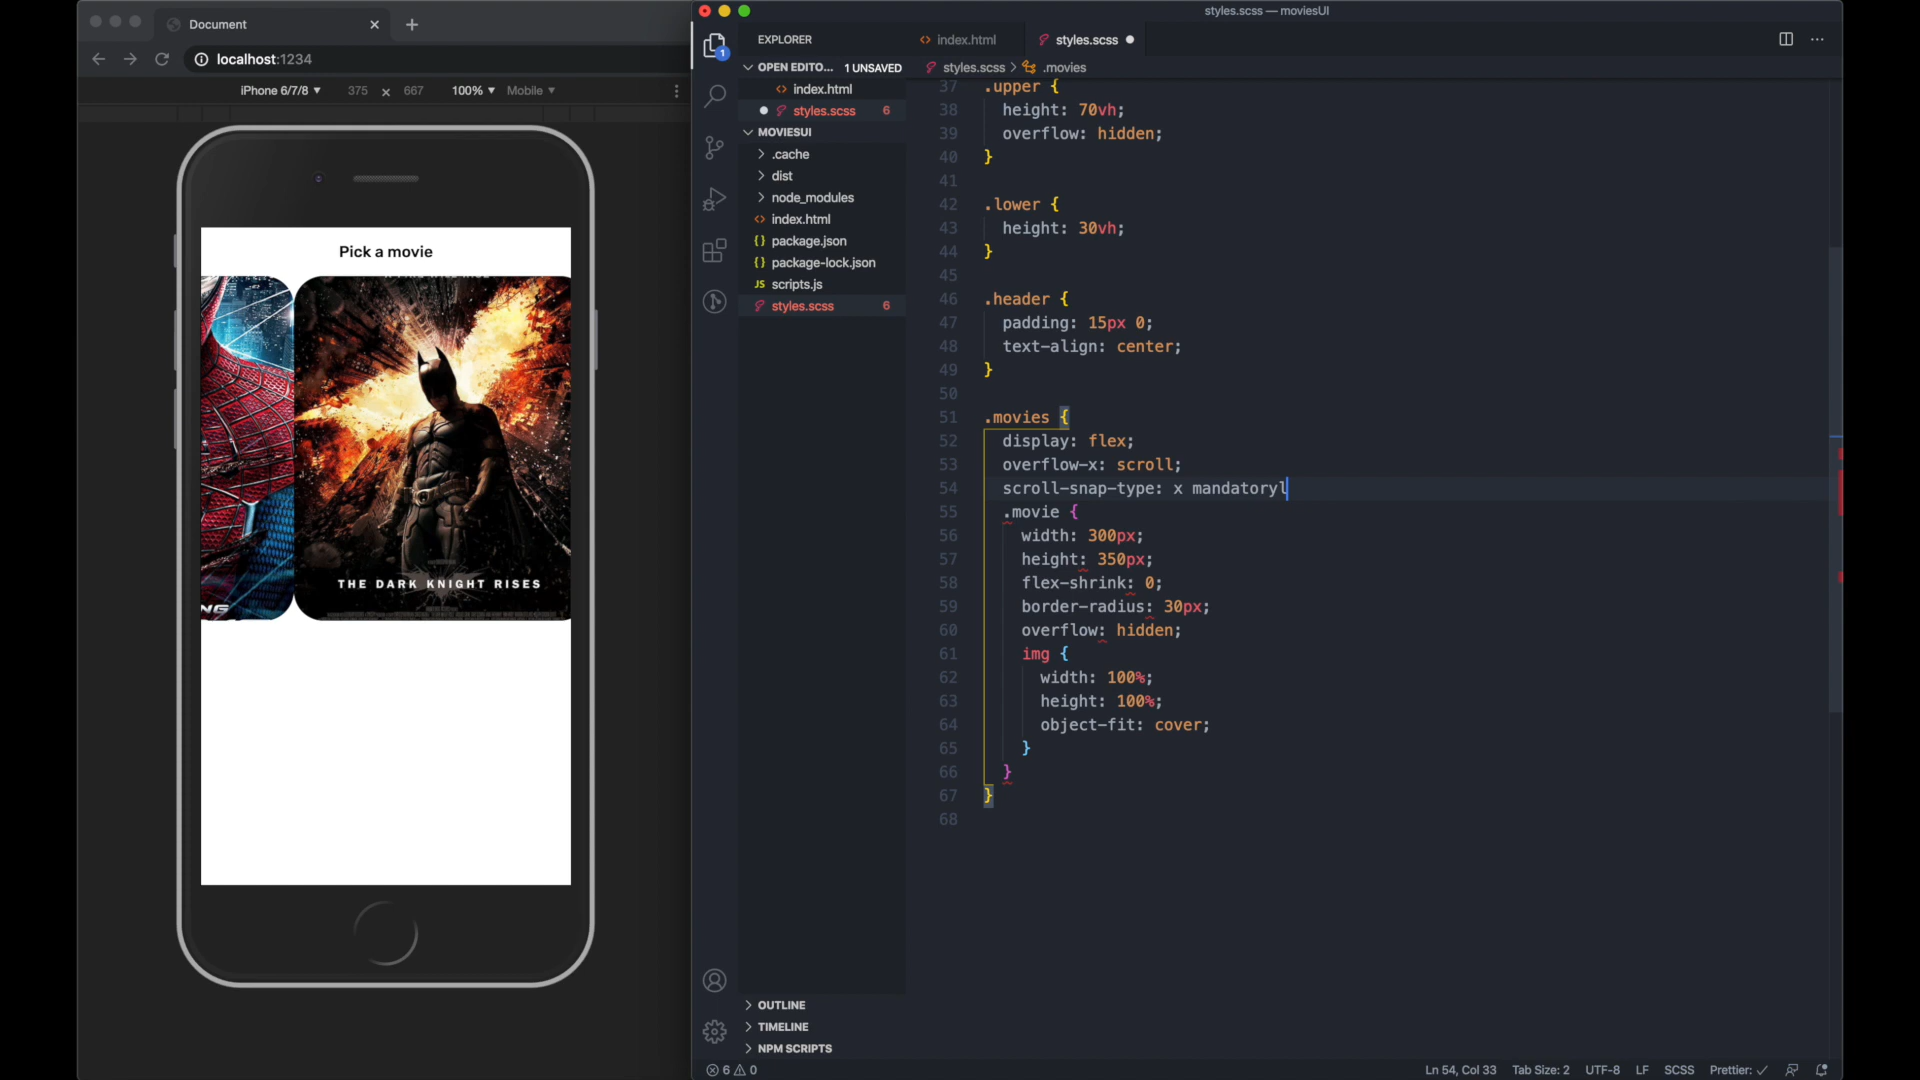 Document
localhost:1234
iPhone 6/7/8 ▼ 375 x 667 100% ▼ Mobile ▼
Pick a movie
THE DARK KNIGHT RISES
styles.scss — moviesUI
1
EXPLORER
OPEN EDITO... 1 UNSAVED
index.html
styles.scss 6
MOVIESUI
.cache
dist
node_modules
index.html
package.json
package-lock.json
JS scripts.js
styles.scss 6
OUTLINE
TIMELINE
NPM SCRIPTS
index.html styles.scss
styles.scss > .movies
37 .upper {
38 height: 70vh;
39 overflow: hidden;
40 }
41
42 .lower {
43 height: 30vh;
44 }
45
46 .header {
47 padding: 15px 0;
48 text-align: center;
49 }
50
51 .movies {
52 display: flex;
53 overflow-x: scroll;
54 scroll-snap-type: x mandatoryl
55 .movie {
56 width: 300px;
57 height: 350px;
58 flex-shrink: 0;
59 border-radius: 30px;
60 overflow: hidden;
61 img {
62 width: 100%;
63 height: 100%;
64 object-fit: cover;
65 }
66 }
67 }
68
6 0 Ln 54, Col 33 Tab Size: 2 UTF-8 LF SCSS Prettier: ✓